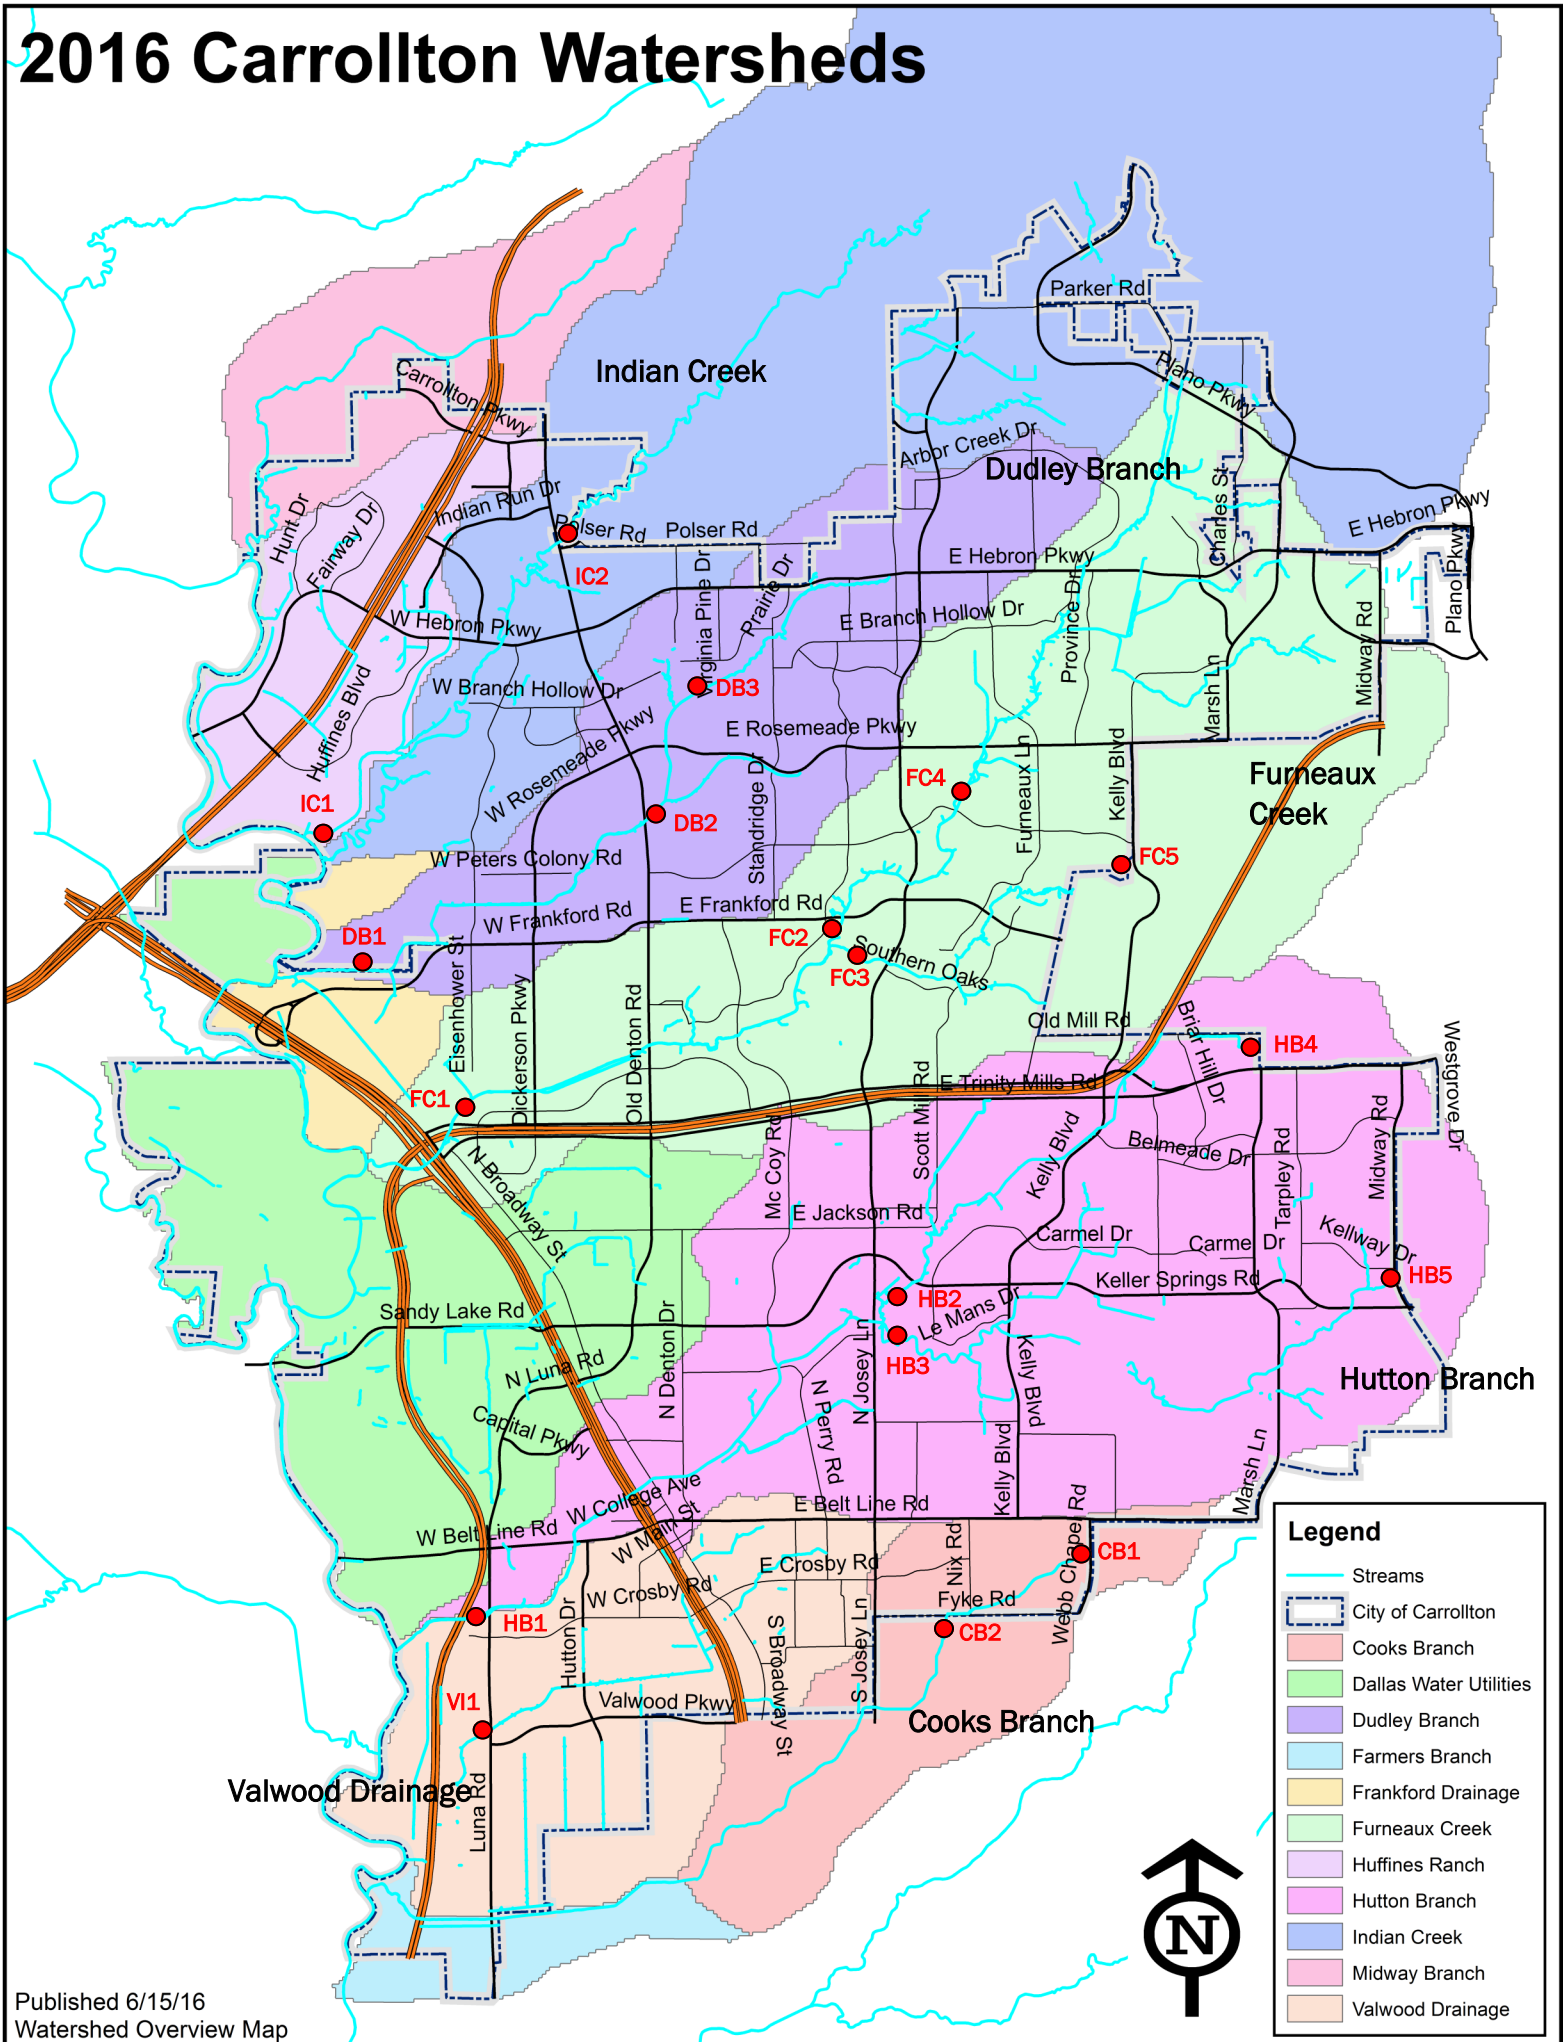 2016 Carrollton Watersheds
Parker Rd
Indian Creek
Plano Pkwy
Carrollton Pkwy
Arbor Creek Dr
Dudley Branch
Charles St
Indian Run Dr
Hunt Dr
Fairway Dr
Polser Rd
Polser Rd
E Hebron Pkwy
E Hebron Pkwy
Plano Pkwy
IC2
Virginia Pine Dr
Prairie Dr
E Branch Hollow Dr
Province Dr
W Hebron Pkwy
Midway Rd
Marsh Ln
W Branch Hollow Dr
DB3
Huffines Blvd
W Rosemeade Pkwy
E Rosemeade Pkwy
Kelly Blvd
Furneaux Ln
FC4
Furneaux
Creek
IC1
DB2
Standridge Dr
W Peters Colony Rd
FC5
W Frankford Rd
E Frankford Rd
DB1
FC2
FC3
Southern Oaks
Eisenhower St
Dickerson Pkwy
Old Denton Rd
Old Mill Rd
Briar Hill Dr
HB4
Westgrove Dr
FC1
E Trinity Mills Rd
Scott Mill Rd
Mc Coy Rd
Kelly Blvd
Belmeade Dr
Tarpley Rd
Midway Rd
N Broadway St
E Jackson Rd
Carmel Dr
Carmel Dr
Kellway Dr
Keller Springs Rd
HB5
HB2
Le Mans Dr
HB3
Sandy Lake Rd
N Denton Dr
N Josey Ln
Kelly Blvd
N Luna Rd
Hutton Branch
N Perry Rd
Capital Pkwy
Kelly Blvd
Marsh Ln
W College Ave
E Belt Line Rd
W Belt Line Rd
W Main St
Webb Chapel Rd
Nix Rd
CB1
E Crosby Rd
W Crosby Rd
Fyke Rd
HB1
Hutton Dr
S Broadway St
S Josey Ln
CB2
VI1
Valwood Pkwy
Cooks Branch
Valwood Drainage
Luna Rd
Legend
Streams
City of Carrollton
Cooks Branch
Dallas Water Utilities
Dudley Branch
Farmers Branch
Frankford Drainage
Furneaux Creek
Huffines Ranch
Hutton Branch
Indian Creek
Midway Branch
Valwood Drainage
N
Published 6/15/16
Watershed Overview Map